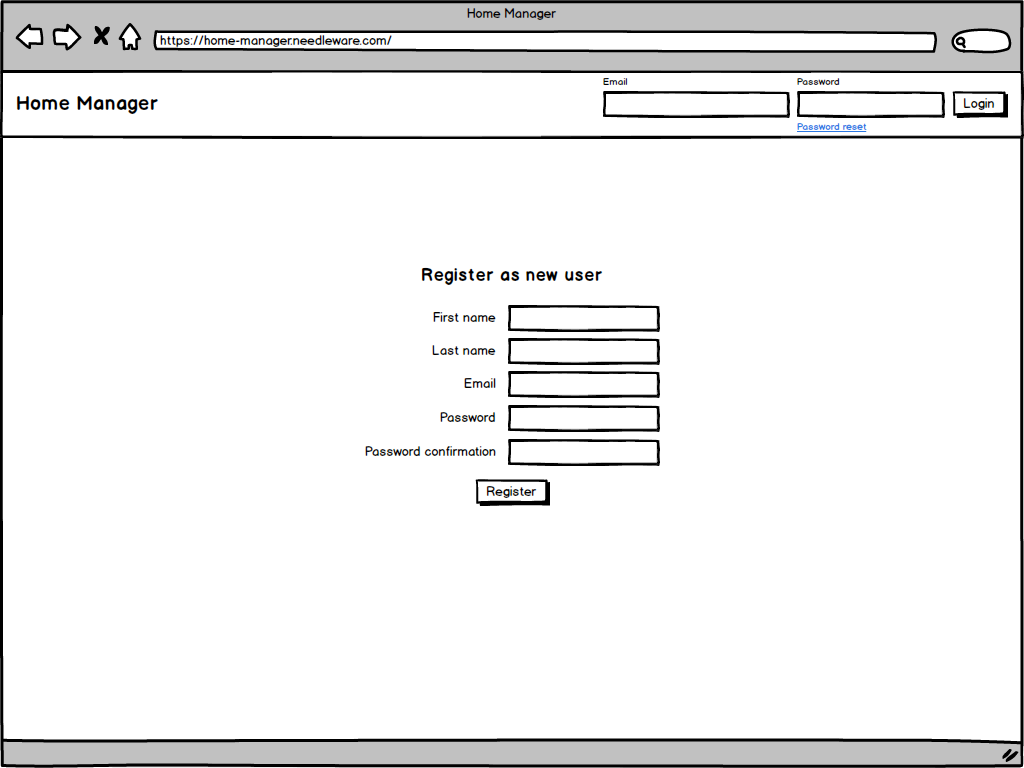 Home Manager
https://home-manager.needleware.com/
Email
Password
Home Manager
Login
Password reset
Register as new user
First name
Last name
Email
Password
Password confirmation
Register